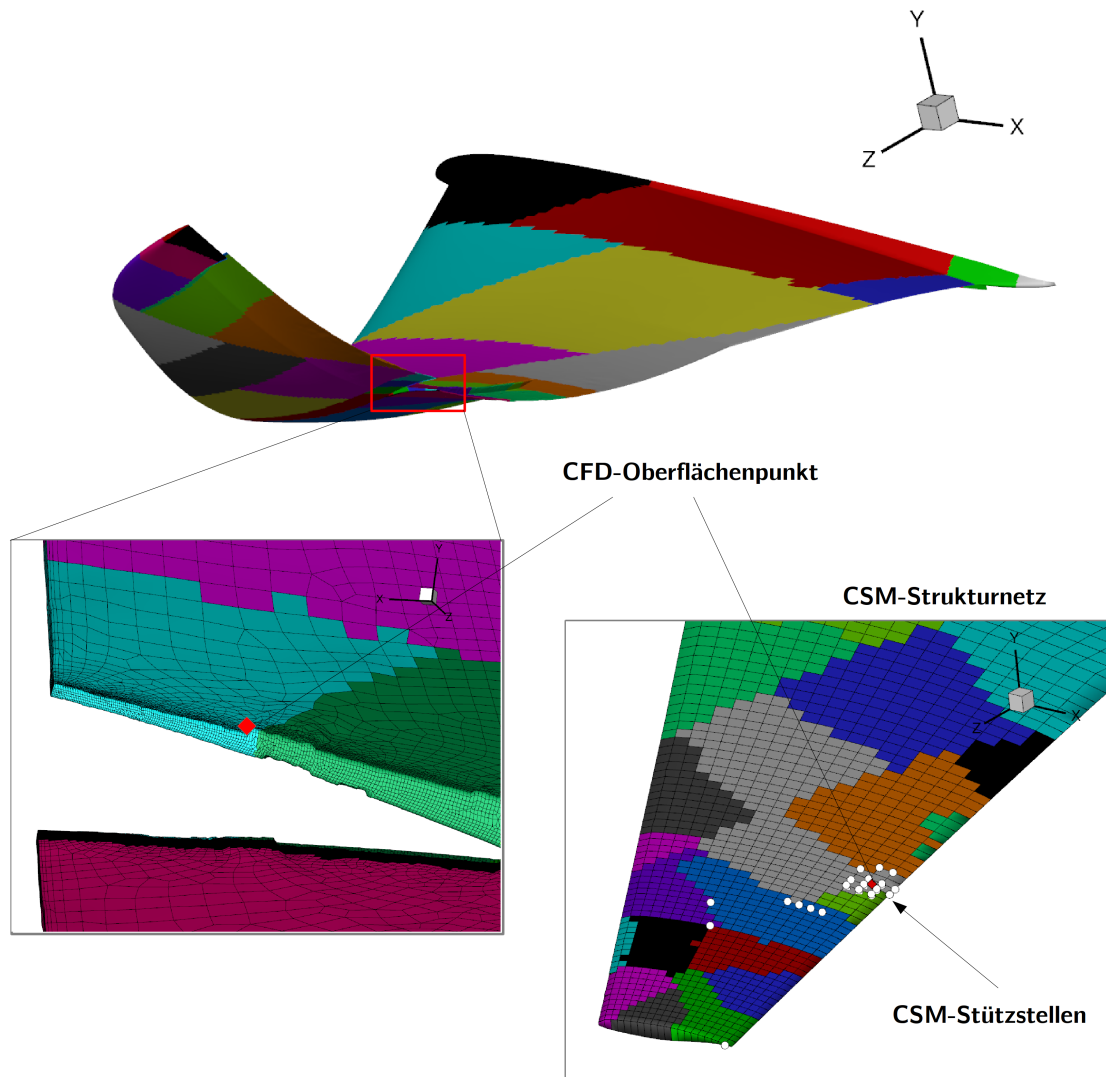 Y
X
Z
CFD-Oberflächenpunkt
Y
X
Z
CSM-Strukturnetz
Y
X
Z
CSM-Stützstellen